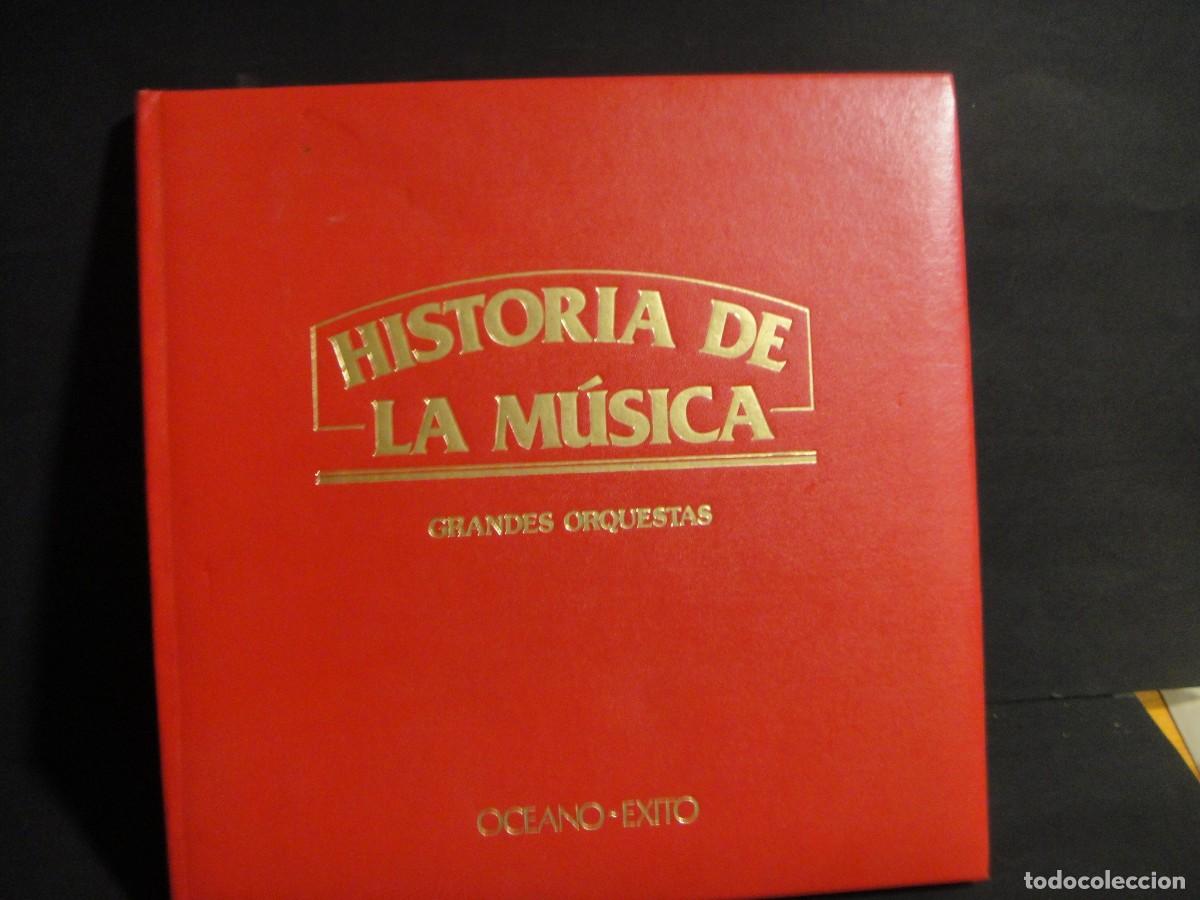 HISTORIA DE
LA MÚSICA
GRANDES ORQUESTAS
OCEANO·EXITO
todocoleccion